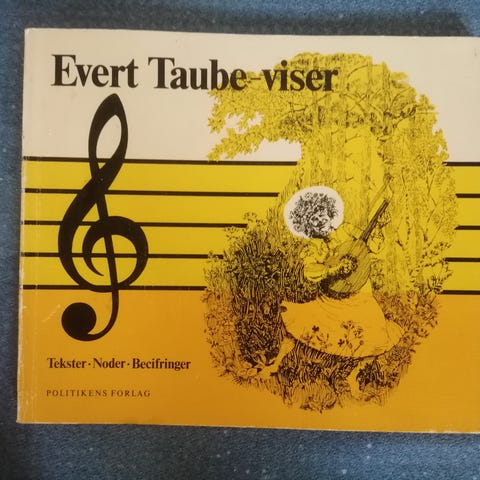 Evert Taube-viser
Tekster · Noder · Becifringer
POLITIKENS FORLAG